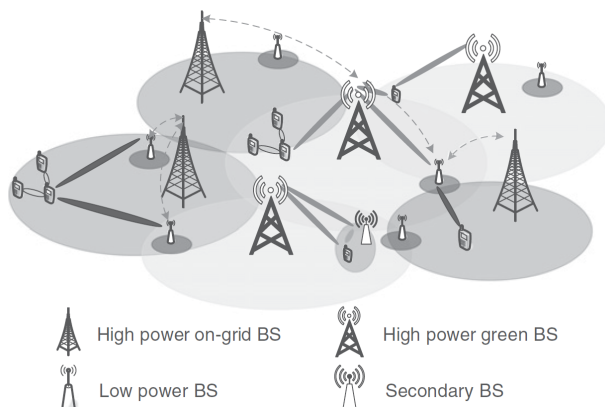 High power on-grid BS
High power green BS
Low power BS
Secondary BS